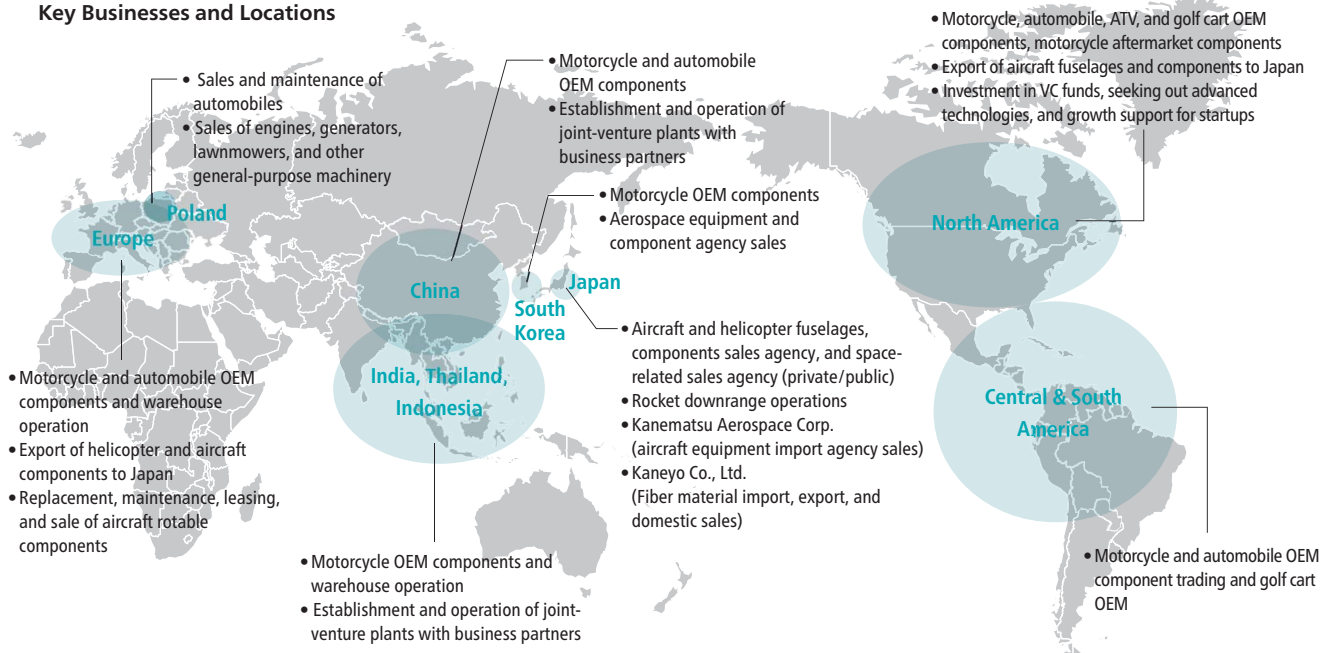 Key Businesses and Locations
• Sales and maintenance of
automobiles
• Sales of engines, generators,
lawnmowers, and other
general-purpose machinery
Poland
Europe
• Motorcycle and automobile OEM
components and warehouse
operation
• Export of helicopter and aircraft
components to Japan
• Replacement, maintenance, leasing,
and sale of aircraft rotable
components
• Motorcycle and automobile
OEM components
• Establishment and operation of
joint-venture plants with
business partners
China
• Motorcycle OEM components
• Aerospace equipment and
component agency sales
South
Korea
Japan
• Aircraft and helicopter fuselages,
components sales agency, and space-
related sales agency (private/public)
• Rocket downrange operations
• Kanematsu Aerospace Corp.
(aircraft equipment import agency sales)
• Kaneyo Co., Ltd.
(Fiber material import, export, and
domestic sales)
India, Thailand,
Indonesia
• Motorcycle OEM components and
warehouse operation
• Establishment and operation of joint-
venture plants with business partners
• Motorcycle, automobile, ATV, and golf cart OEM
components, motorcycle aftermarket components
• Export of aircraft fuselages and components to Japan
• Investment in VC funds, seeking out advanced
technologies, and growth support for startups
North America
Central & South
America
• Motorcycle and automobile OEM
component trading and golf cart
OEM